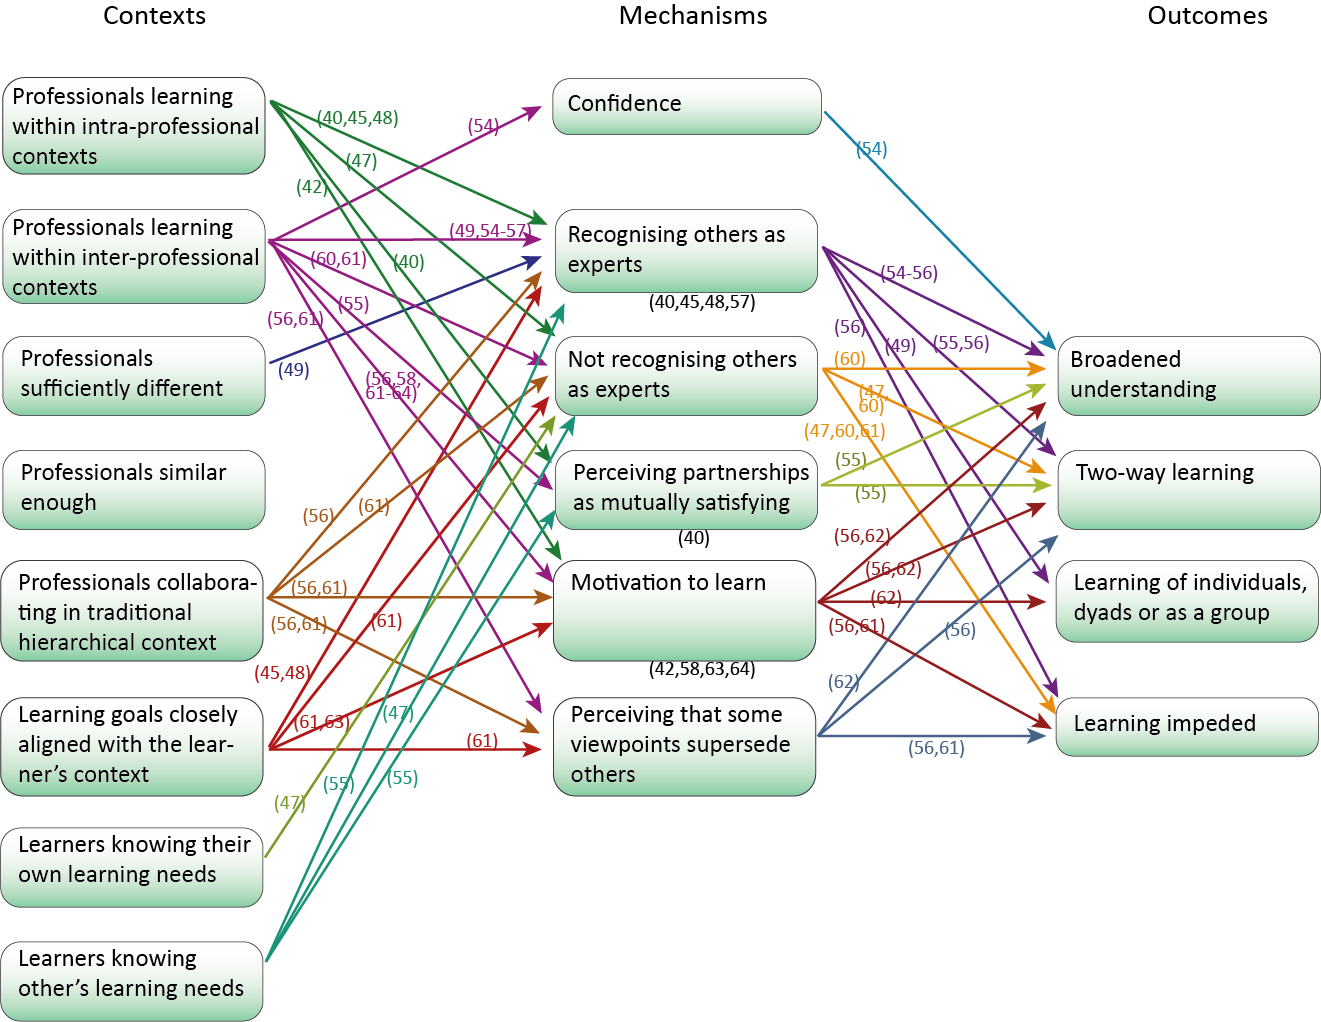 Contexts
Mechanisms
Outcomes
Professionals learning
within intra-professional
contexts
Professionals learning
within inter-professional
contexts
Professionals
sufficiently different
Professionals similar
enough
Professionals collabora-
ting in traditional
hierarchical context
Learning goals closely
aligned with the lear-
ner’s context
Learners knowing their
own learning needs
Learners knowing
other’s learning needs
(40,45,48)
(47)
(42)
(54)
(49,54-57)
(60,61)
(40)
(55)
(56,61)
(49)
(56,58,
61-64)
(56)
(61)
(56,61)
(56,61)
(61)
(45,48)
(61,63)
(61)
(47)
(47)
(55)
(55)
Confidence
Recognising others as
experts
(40,45,48,57)
Not recognising others
as experts
Perceiving partnerships
as mutually satisfying
(40)
Motivation to learn
(42,58,63,64)
Perceiving that some
viewpoints supersede
others
(54)
(54-56)
(56)
(49)
(55,56)
(60)
(47,
60)
(47,60,61)
(55)
(55)
(56,62)
(56,62)
(62)
(56,61)
(56)
(62)
(56,61)
Broadened
understanding
Two-way learning
Learning of individuals,
dyads or as a group
Learning impeded